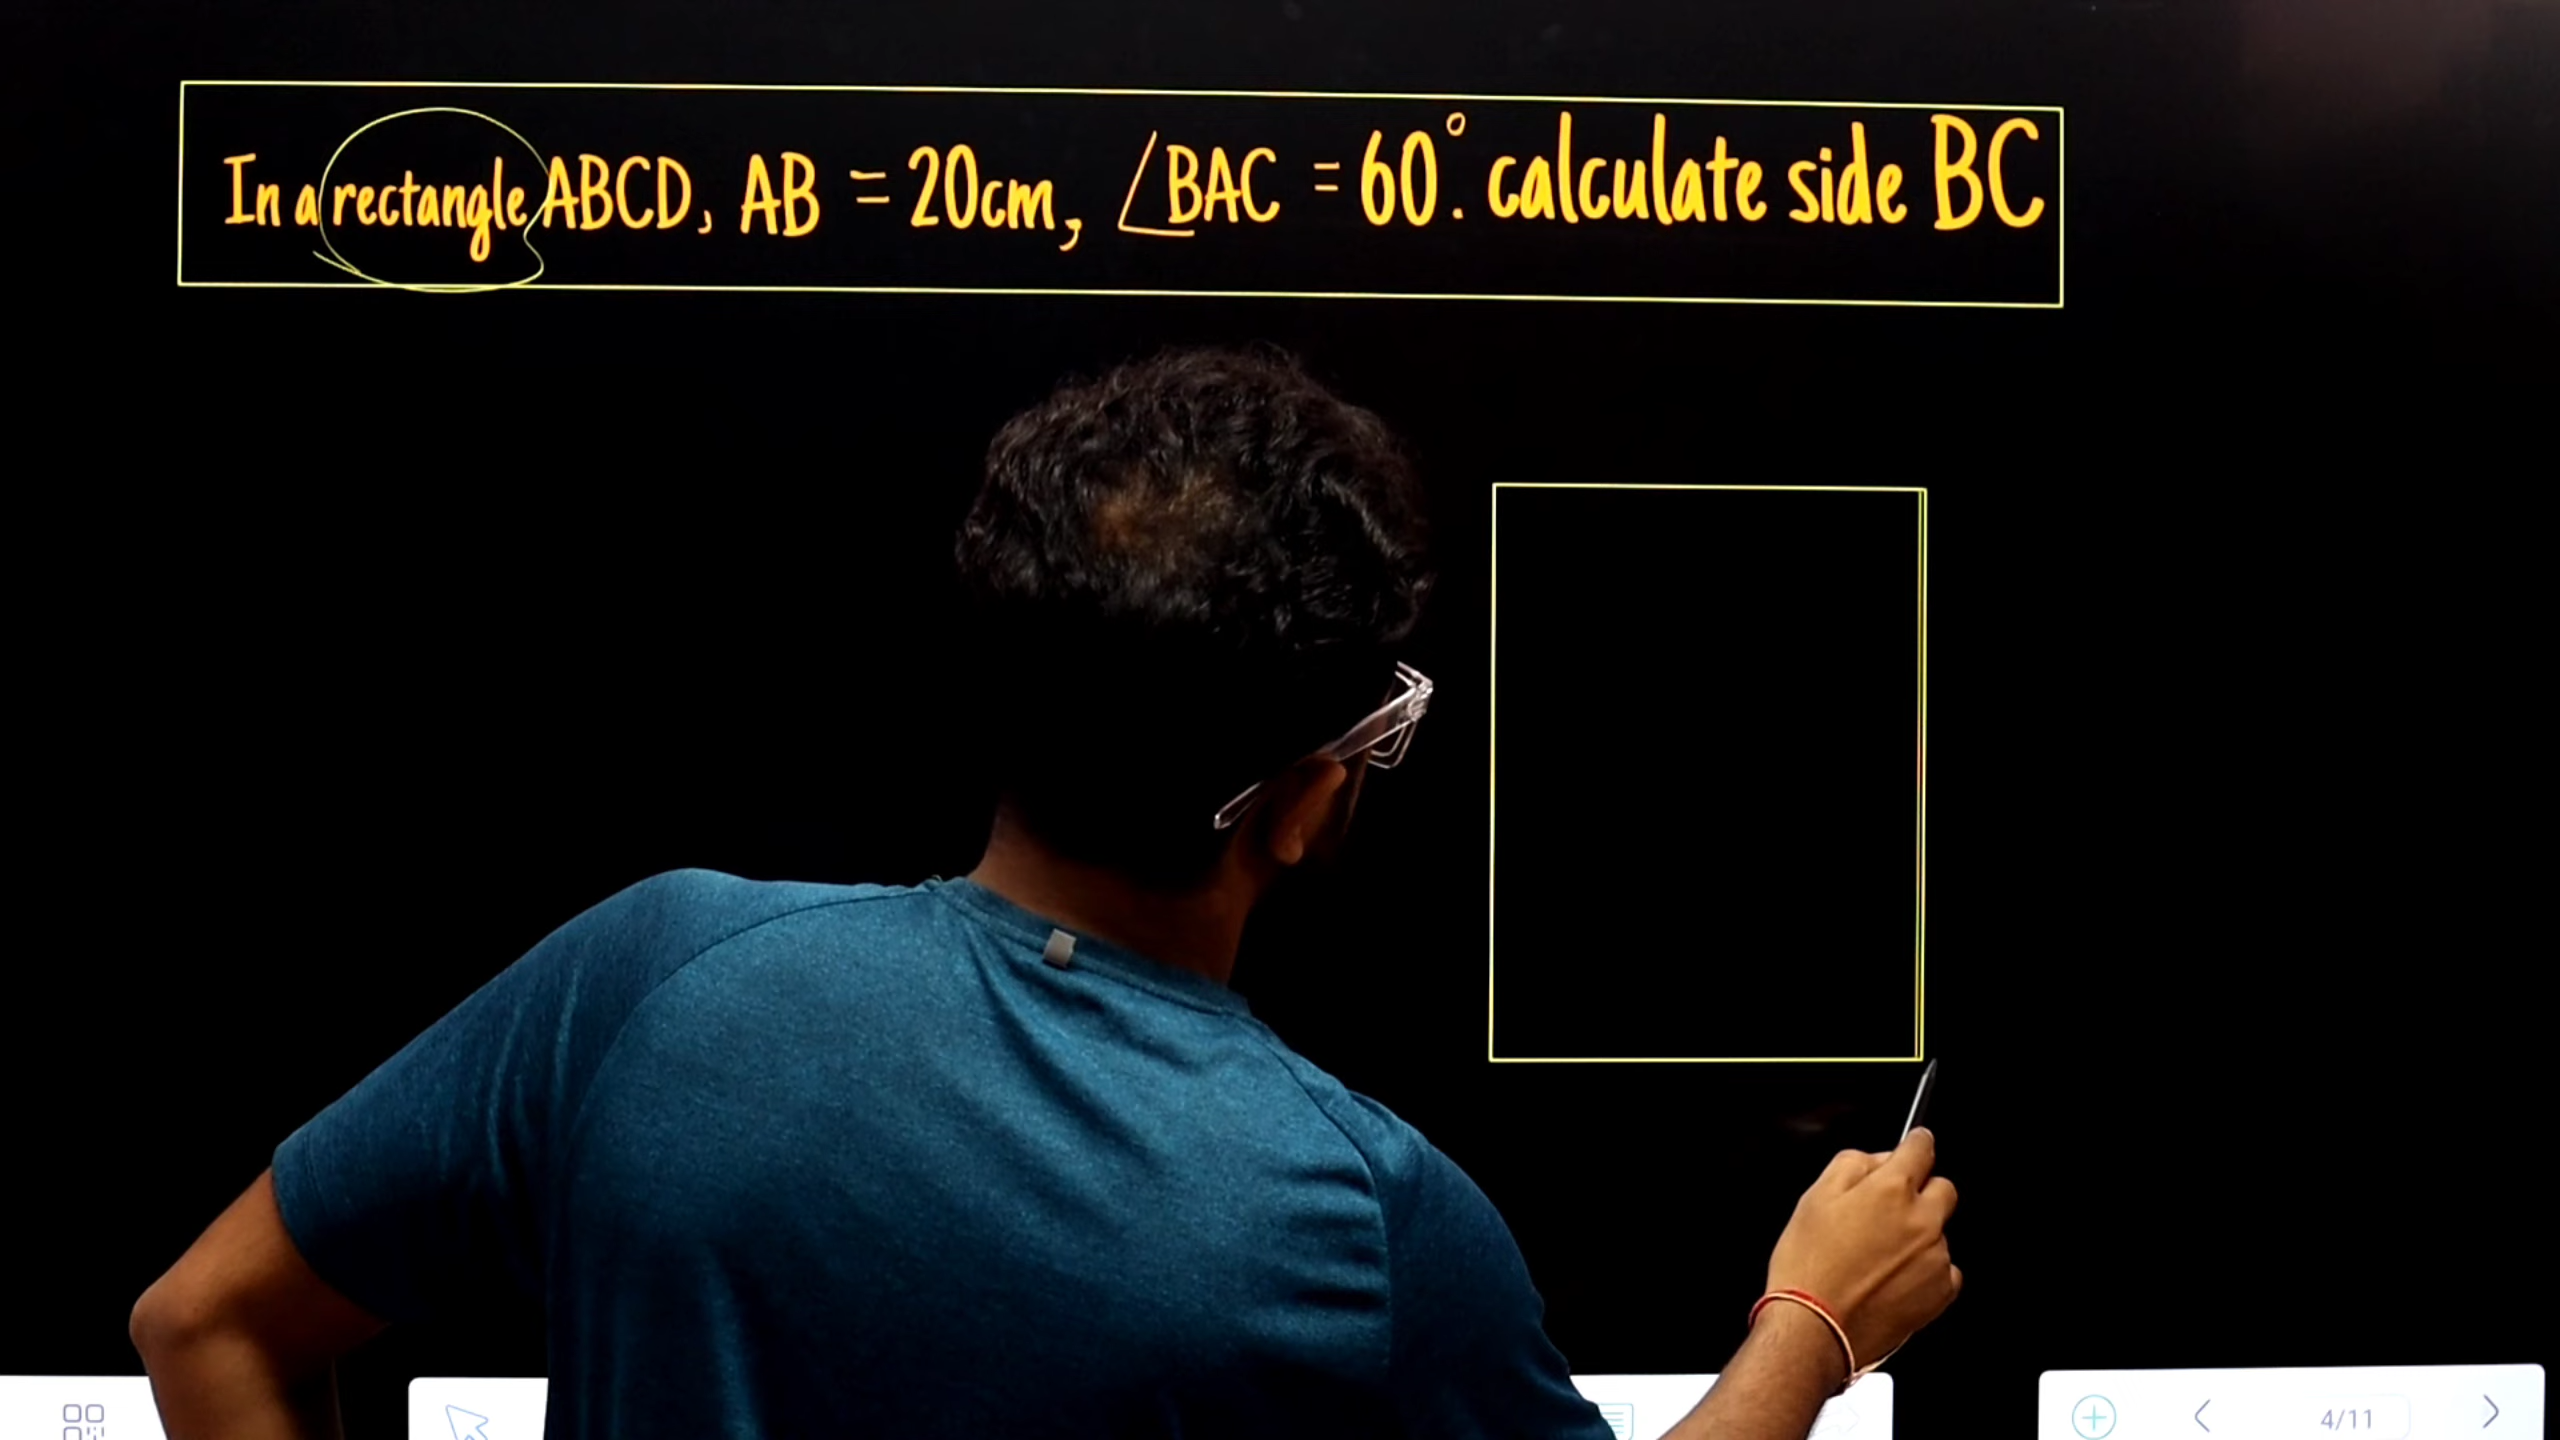 In a rectangle ABCD, AB = 20cm, ∠BAC = 60°. calculate side BC
4/11